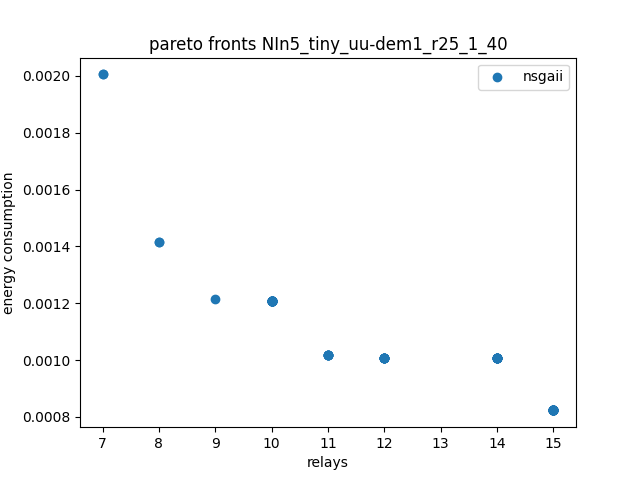 pareto fronts NIn5_tiny_uu-dem1_r25_1_40
nsgaii
0.0020
0.0018
0.0016
0.0014
0.0012
0.0010
0.0008
energy consumption
7 8 9 10 11 12 13 14 15
relays